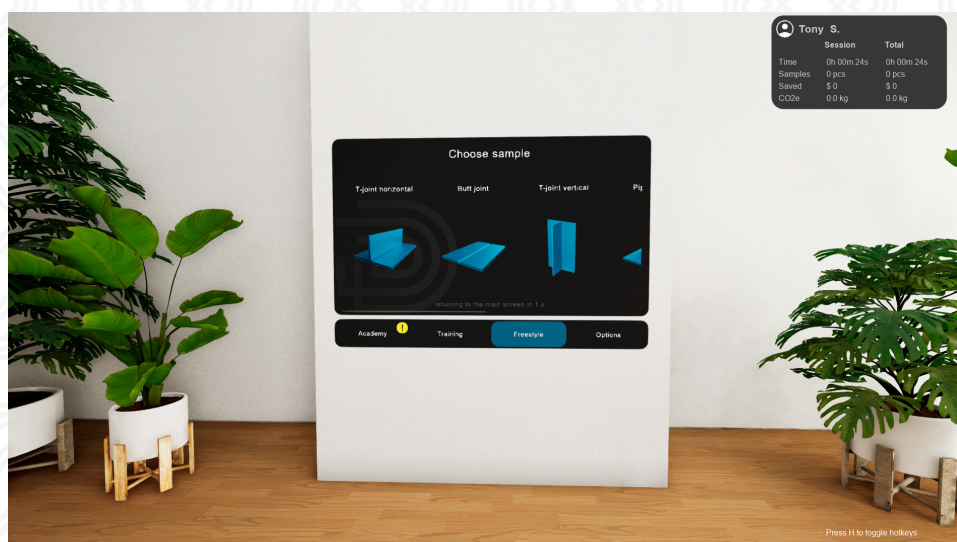 Tony S.
Session Total
Time 0h 00m 24s 0h 00m 24s
Samples 0 pcs 0 pcs
Saved $ 0 $ 0
CO2e 0.0 kg 0.0 kg
Choose sample
T-joint horizontal Butt joint T-joint vertical
returning to the main screen in 1 s
Academy ! Training Freestyle Options
Press H to toggle hotkeys